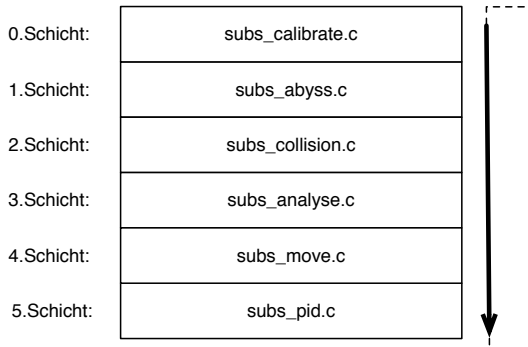 0.Schicht: subs_calibrate.c
1.Schicht: subs_abyss.c
2.Schicht: subs_collision.c
3.Schicht: subs_analyse.c
4.Schicht: subs_move.c
5.Schicht: subs_pid.c